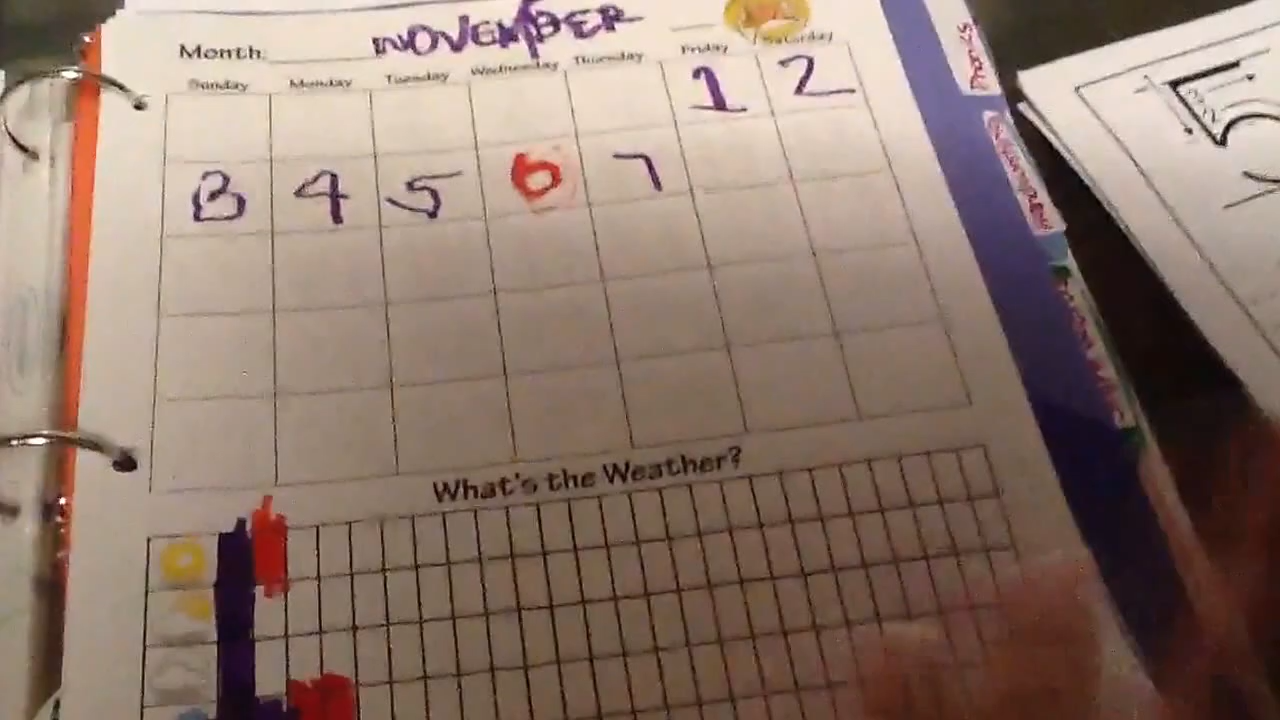 Month: NOVEMBER
Sunday Monday Tuesday Wednesday Thursday Friday Saturday
1 2
3 4 5 6 7
What's the Weather?
5